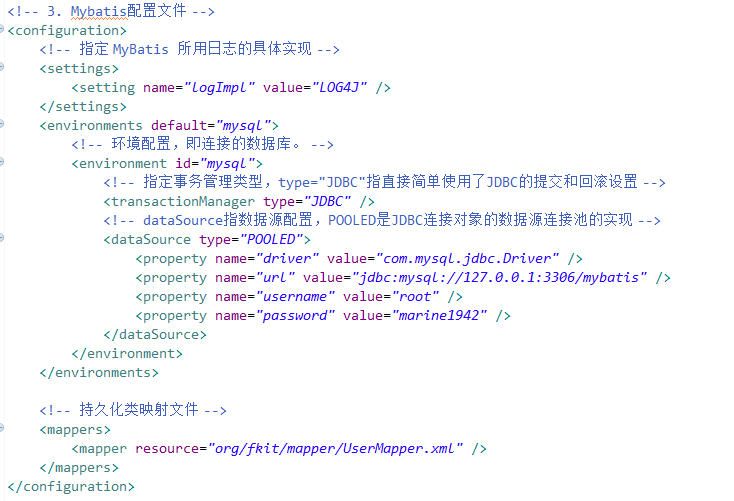 <!-- 3. Mybatis配置文件 -->
<configuration>
<!-- 指定 MyBatis 所用日志的具体实现 -->
<settings>
<setting name="logImpl" value="LOG4J" />
</settings>
<environments default="mysql">
<!-- 环境配置，即连接的数据库。 -->
<environment id="mysql">
<!-- 指定事务管理类型，type="JDBC"指直接简单使用了JDBC的提交和回滚设置 -->
<transactionManager type="JDBC" />
<!-- dataSource指数据源配置，POOLED是JDBC连接对象的数据源连接池的实现 -->
<dataSource type="POOLED">
<property name="driver" value="com.mysql.jdbc.Driver" />
<property name="url" value="jdbc:mysql://127.0.0.1:3306/mybatis" />
<property name="username" value="root" />
<property name="password" value="marine1942" />
</dataSource>
</environment>
</environments>
<!-- 持久化类映射文件 -->
<mappers>
<mapper resource="org/fkit/mapper/UserMapper.xml" />
</mappers>
</configuration>